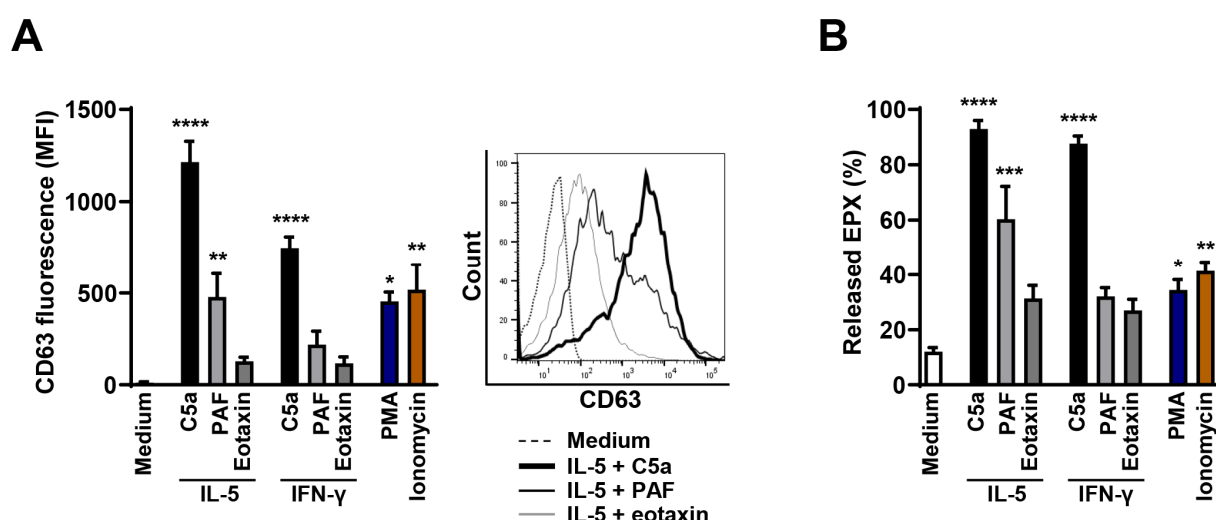 A
CD63 fluorescence (MFI)
1500
1000
500
0
****
**
****
*
**
Medium
C5a
PAF
Eotaxin
C5a
PAF
Eotaxin
PMA
Ionomycin
IL-5
IFN-γ
Count
100
80
60
40
20
0
10¹
10²
10³
10⁴
10⁵
CD63
Medium
IL-5 + C5a
IL-5 + PAF
IL-5 + eotaxin
B
Released EPX (%)
100
80
60
40
20
0
****
***
****
*
**
Medium
C5a
PAF
Eotaxin
C5a
PAF
Eotaxin
PMA
Ionomycin
IL-5
IFN-γ